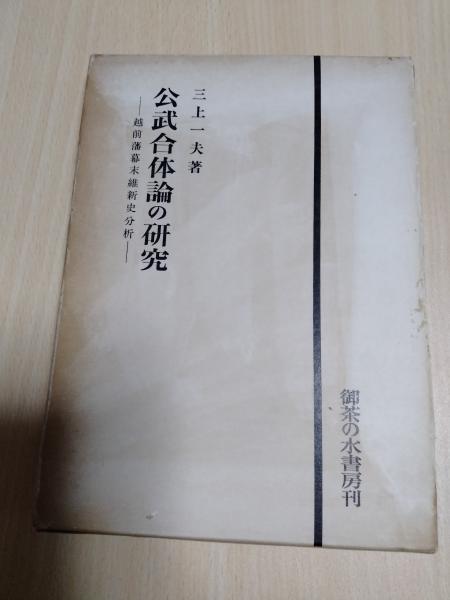 三上一夫著
公武合体論の研究
――越前藩幕末維新史分析――
御茶の水書房刊